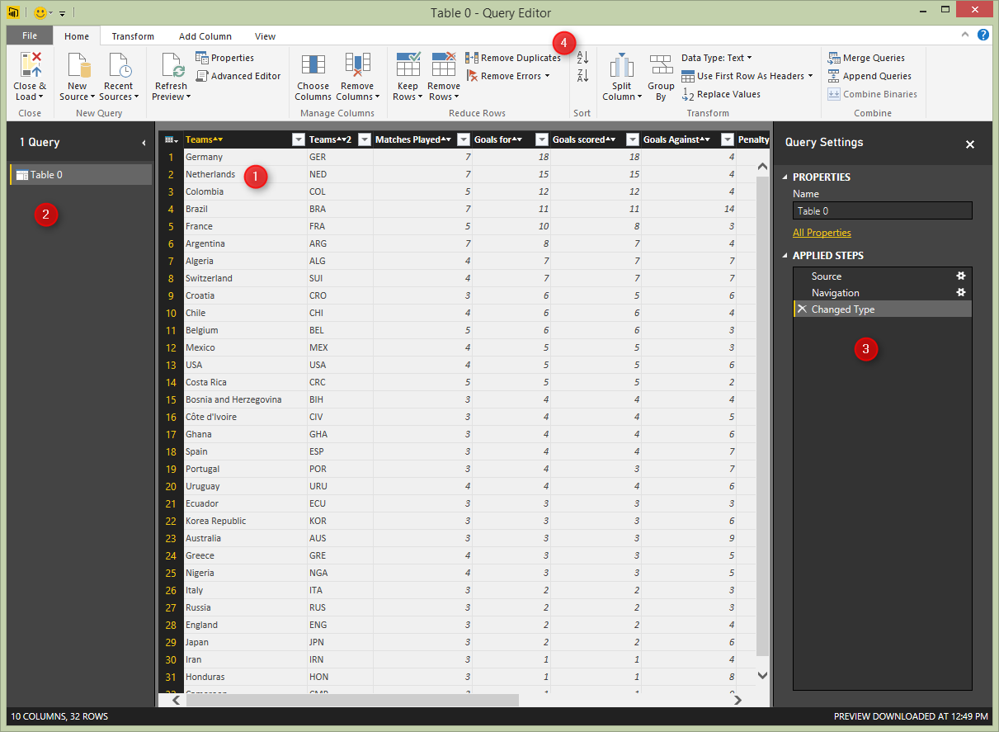 Table 0 - Query Editor
File Home Transform Add Column View
4
Close & Load
New Source
Recent Sources
Refresh Preview
Properties
Advanced Editor
Choose Columns
Remove Columns
Keep Rows
Remove Rows
Remove Duplicates
Remove Errors
Split Column
Group By
Data Type: Text
Use First Row As Headers
1 2 Replace Values
Merge Queries
Append Queries
Combine Binaries
Close New Query Manage Columns Reduce Rows Sort Transform Combine
1 Query
Table 0
2
Teams Teams 2 Matches Played Goals for Goals scored Goals Against Penalty
1 Germany GER 7 18 18 4
2 Netherlands NED 7 15 15 4
1
3 Colombia COL 5 12 12 4
4 Brazil BRA 7 11 11 14
5 France FRA 5 10 8 3
6 Argentina ARG 7 8 7 4
7 Algeria ALG 4 7 7 7
8 Switzerland SUI 4 7 7 7
9 Croatia CRO 3 6 5 6
10 Chile CHI 4 6 6 4
11 Belgium BEL 5 6 6 3
12 Mexico MEX 4 5 5 3
13 USA USA 4 5 5 6
14 Costa Rica CRC 5 5 5 2
15 Bosnia and Herzegovina BIH 3 4 4 4
16 Côte d'Ivoire CIV 3 4 4 5
17 Ghana GHA 3 4 4 6
18 Spain ESP 3 4 4 7
19 Portugal POR 3 4 3 7
20 Uruguay URU 4 4 4 6
21 Ecuador ECU 3 3 3 3
22 Korea Republic KOR 3 3 3 6
23 Australia AUS 3 3 3 9
24 Greece GRE 4 3 3 5
25 Nigeria NGA 4 3 3 5
26 Italy ITA 3 2 2 3
27 Russia RUS 3 2 2 3
28 England ENG 3 2 2 4
29 Japan JPN 3 2 2 6
30 Iran IRN 3 1 1 4
31 Honduras HON 3 1 1 8
Query Settings
PROPERTIES
Name
Table 0
All Properties
APPLIED STEPS
Source
Navigation
Changed Type
3
10 COLUMNS, 32 ROWS
PREVIEW DOWNLOADED AT 12:49 PM